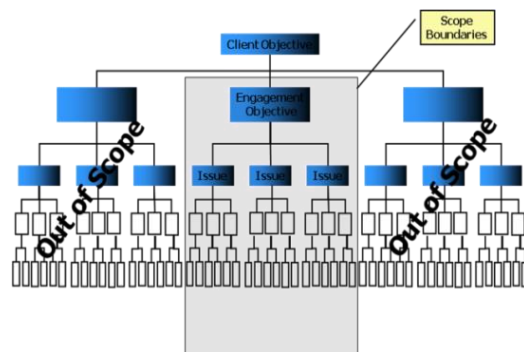 Scope
Boundaries
Client Objective
Engagement
Objective
Issue
Issue
Issue
Out of Scope
Out of Scope